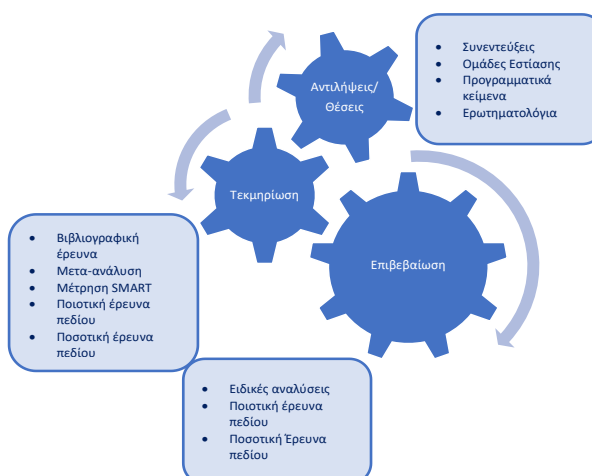 Αντιλήψεις/
Θέσεις
• Συνεντεύξεις
• Ομάδες Εστίασης
• Προγραμματικά
κείμενα
• Ερωτηματολόγια
Τεκμηρίωση
Επιβεβαίωση
• Βιβλιογραφική
έρευνα
• Μετα-ανάλυση
• Μέτρηση SMART
• Ποιοτική έρευνα
πεδίου
• Ποσοτική έρευνα
πεδίου
• Ειδικές αναλύσεις
• Ποιοτική έρευνα
πεδίου
• Ποσοτική Έρευνα
πεδίου